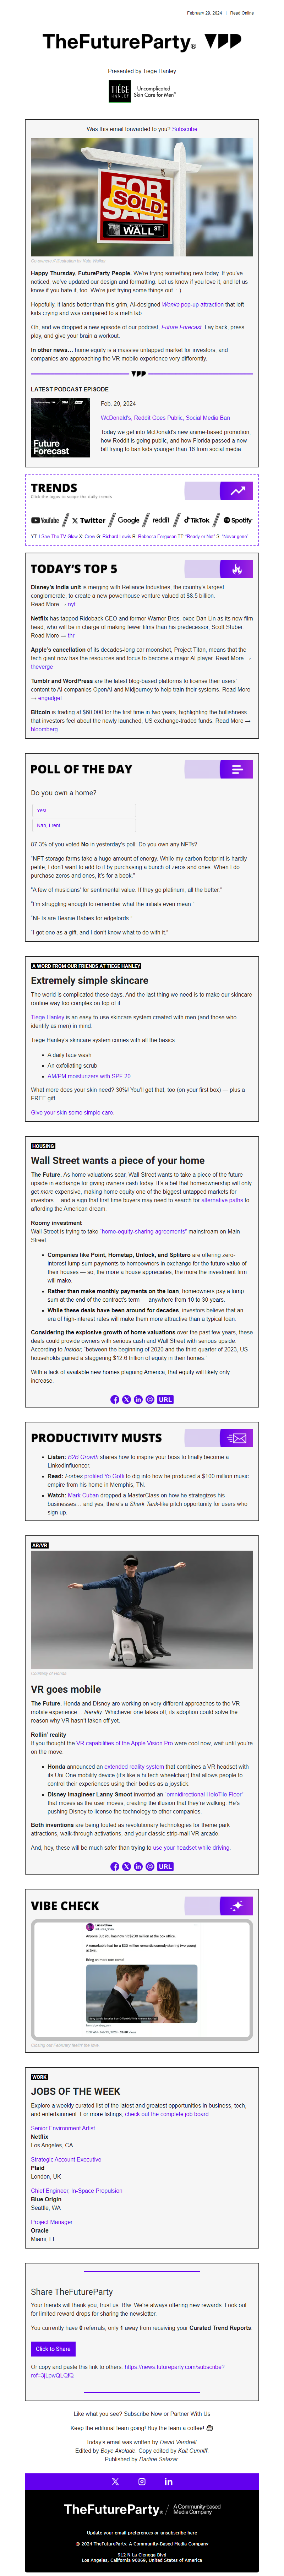 February 29, 2024 | Read Online
TheFutureParty®
Presented by Tiege Hanley
TIÉGE HANLEY
Uncomplicated
Skin Care for Men®
Was this email forwarded to you? Subscribe
FOR SALE
SOLD
WALL ST
Co-owners // Illustration by Kate Walker
Happy Thursday, FutureParty People. We're trying something new today. If you've
noticed, we've updated our design and formatting. Let us know if you love it, and let us
know if you hate it, too. We're just trying some things out. : )
Hopefully, it lands better than this grim, AI-designed Wonka pop-up attraction that left
kids crying and was compared to a meth lab.
Oh, and we dropped a new episode of our podcast, Future Forecast. Lay back, press
play, and give your brain a workout.
In other news… home equity is a massive untapped market for investors, and
companies are approaching the VR mobile experience very differently.
LATEST PODCAST EPISODE
Future
Forecast
Feb. 29, 2024
McDonald's, Reddit Goes Public, Social Media Ban
Today we get into McDonald's new anime-based promotion,
how Reddit is going public, and how Florida passed a new
bill trying to ban kids younger than 16 from social media.
TRENDS
Click the logos to scope the daily trends
YouTube / Twitter / Google / reddit / TikTok / Spotify
YT: I Saw The TV Glow X: Crow G: Richard Lewis R: Rebecca Ferguson TT: "Ready or Not" S: "fever gone"
TODAY'S TOP 5
Disney's India unit is merging with Reliance Industries, the country's largest
conglomerate, to create a new powerhouse venture valued at $8.5 billion.
Read More → nyt
Netflix has tapped Rideback CEO and former Warner Bros. exec Dan Lin as its new film
head, who will be in charge of making fewer films than his predecessor, Scott Stuber.
Read More → thr
Apple's cancellation of its decades-long car moonshot, Project Titan, means that the
tech giant now has the resources and focus to become a major AI player. Read More →
theverge
Tumblr and WordPress are the latest blog-based platforms to license their users'
content to AI companies OpenAI and Midjourney to help train their systems. Read More
→ engadget
Bitcoin is trading at $60,000 for the first time in two years, highlighting the bullishness
that investors feel about the newly launched, US exchange-traded funds. Read More →
bloomberg
POLL OF THE DAY
Do you own a home?
Yes!
Nah, I rent.
87.3% of you voted No in yesterday's poll: Do you own any NFTs?
"NFT storage farms take a huge amount of energy. While my carbon footprint is hardly
petite, I don't want to add to it by purchasing a bunch of zeros and ones. When I do
purchase zeros and ones, it's for a book."
"A few of musicians' for sentimental value. If they go platinum, all the better."
"I'm struggling enough to remember what the initials even mean."
"NFTs are Beanie Babies for edgelords."
"I got one as a gift, and I don't know what to do with it."
A WORD FROM OUR FRIENDS AT TIEGE HANLEY
Extremely simple skincare
The world is complicated these days. And the last thing we need is to make our skincare
routine way too complex on top of it.
Tiege Hanley is an easy-to-use skincare system created with men (and those who
identify as men) in mind.
Tiege Hanley's skincare system comes with all the basics:
• A daily face wash
• An exfoliating scrub
• AM/PM moisturizers with SPF 20
What more does your skin need? 30%! You'll get that, too (on your first box) — plus a
FREE gift.
Give your skin some simple care.
HOUSING
Wall Street wants a piece of your home
The Future. As home valuations soar, Wall Street wants to take a piece of the future
upside in exchange for giving owners cash today. It's a bet that homeownership will only
get more expensive, making home equity one of the biggest untapped markets for
investors… and a sign that first-time buyers may need to search for alternative paths to
affording the American dream.
Roomy investment
Wall Street is trying to take "home-equity-sharing agreements" mainstream on Main
Street.
• Companies like Point, Hometap, Unlock, and Splitero are offering zero-
interest lump sum payments to homeowners in exchange for the future value of
their houses — so, the more a house appreciates, the more the investment firm
will make.
• Rather than make monthly payments on the loan, homeowners pay a lump
sum at the end of the contract's term — anywhere from 10 to 30 years.
• While these deals have been around for decades, investors believe that an
era of high-interest rates will make them more attractive than a typical loan.
Considering the explosive growth of home valuations over the past few years, these
deals could provide owners with serious cash and Wall Street with serious upside.
According to Insider, "between the beginning of 2020 and the third quarter of 2023, US
households gained a staggering $12.6 trillion of equity in their homes."
With a lack of available new homes plaguing America, that equity will likely only
increase.
URL
PRODUCTIVITY MUSTS
• Listen: B2B Growth shares how to inspire your boss to finally become a
LinkedInfluencer.
• Read: Forbes profiled Yo Gotti to dig into how he produced a $100 million music
empire from his home in Memphis, TN.
• Watch: Mark Cuban dropped a MasterClass on how he strategizes his
businesses… and yes, there's a Shark Tank-like pitch opportunity for users who
sign up.
AR/VR
Courtesy of Honda
VR goes mobile
The Future. Honda and Disney are working on very different approaches to the VR
mobile experience… literally. Whichever one takes off, its adoption could erase the
reason why VR hasn't taken off yet.
Rollin' reality
If you thought the VR capabilities of the Apple Vision Pro were cool now, wait until you're
on the move.
• Honda announced an extended reality system that combines a VR headset with
its Uni-One mobility device (it's like a hi-tech wheelchair) that allows people to
control their experiences using their bodies as a joystick.
• Disney Imagineer Lanny Smoot invented an "omnidirectional HoloTile Floor"
that moves as the user moves, creating the illusion that they're walking. He's
pushing Disney to license the technology to other companies.
Both inventions are being touted as revolutionary technologies for theme park
attractions, walk-through activations, and your classic strip-mall VR arcade.
And, hey, these will be much safer than trying to use your headset while driving.
URL
VIBE CHECK
Closing out February likeee the look
WORK
JOBS OF THE WEEK
Explore a weekly curated list of the latest and greatest opportunities in business, tech,
and entertainment. For more listings, check out the complete job board.
Senior Environment Artist
Netflix
Los Angeles, CA
Strategic Account Executive
Plaid
London, UK
Chief Engineer, In-Space Propulsion
Blue Origin
Seattle, WA
Project Manager
Oracle
Miami, FL
Share TheFutureParty
Your friends will thank you, trust us. Btw: We're always offering new rewards. Look out
for limited reward drops for sharing the newsletter.
You currently have 0 referrals, only 1 away from receiving your Curated Trend Reports.
Click to Share
Or copy and paste this link to others: https://news.futureparty.com/subscribe?
ref=3jLpwQLQfQ
Like what you see? Subscribe Now or Partner With Us
Keep the editorial team going! Buy the team a coffee!
Today's email was written by David Vendrell.
Edited by Boye Akolade. Copy edited by Kait Cunniff.
Published by Darline Salazar.
TheFutureParty® / A Community-based
Media Company
Update your email preferences or unsubscribe here
© 2024 TheFutureParty. A Community-Based Media Company
912 N La Cienega Blvd
Los Angeles, California 90069, United States of America